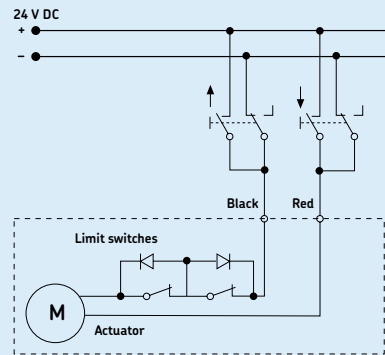 24 V DC
+
–
Black Red
Limit switches
M
Actuator